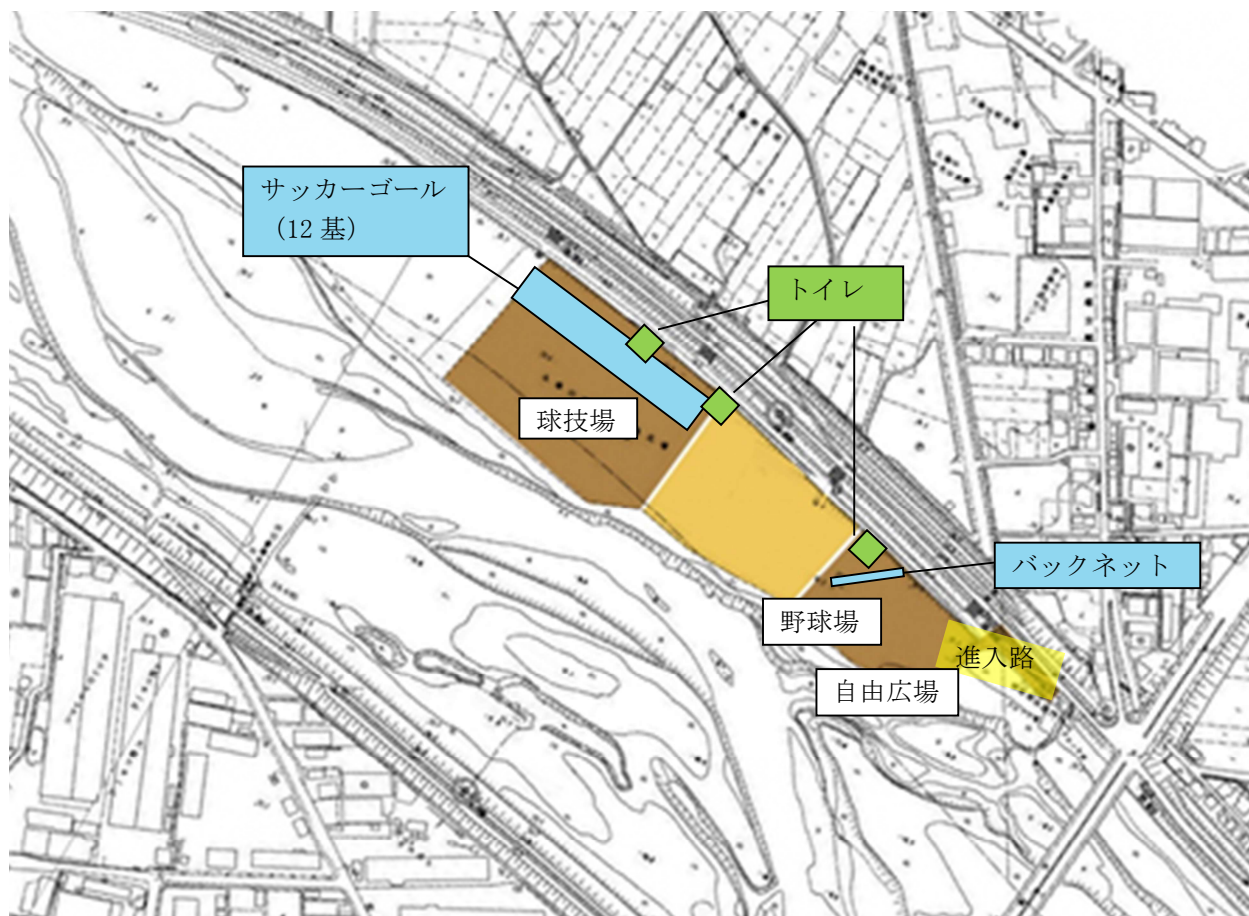 サッカーゴール
（12 基）
トイレ
球技場
バックネット
野球場
進入路
自由広場